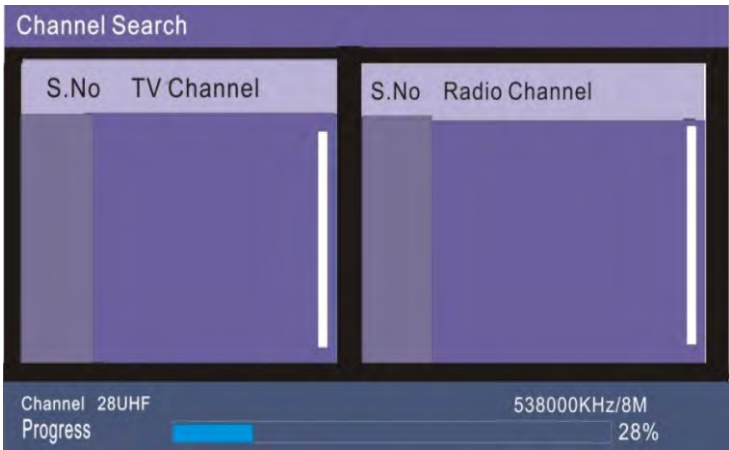 Channel Search
S.No TV Channel
S.No Radio Channel
Channel 28UHF
538000KHz/8M
Progress
28%